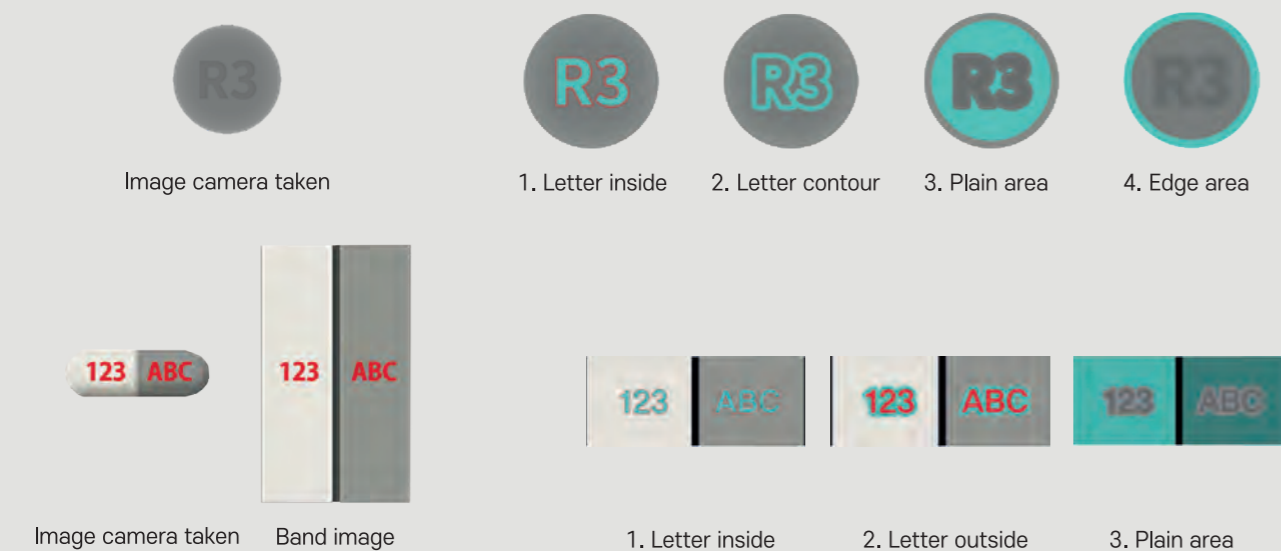 R3
R3 R3 R3 R3
Image camera taken
1. Letter inside 2. Letter contour 3. Plain area 4. Edge area
123 ABC 123 ABC
123 ABC 123 ABC 123 ABC
Image camera taken Band image
1. Letter inside 2. Letter outside 3. Plain area